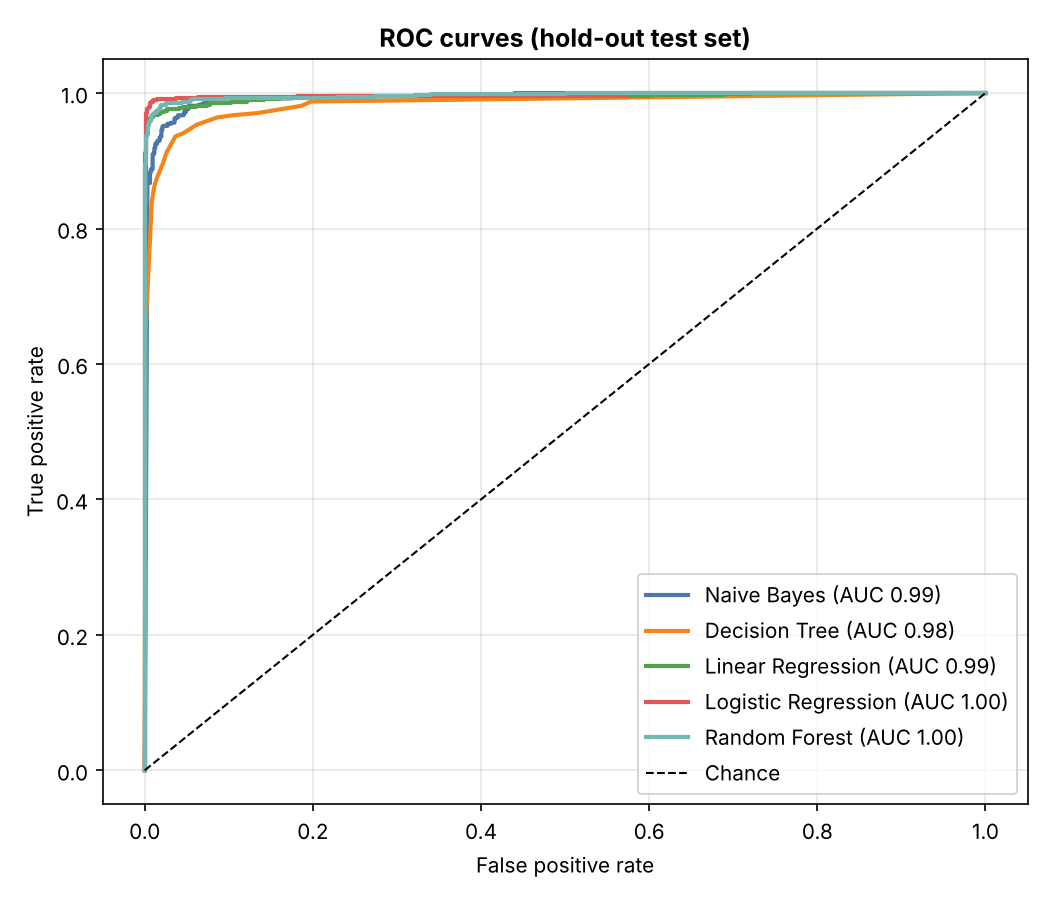 ROC curves (hold-out test set)
True positive rate
1.0
0.8
0.6
0.4
0.2
0.0
0.0 0.2 0.4 0.6 0.8 1.0
False positive rate
Naive Bayes (AUC 0.99)
Decision Tree (AUC 0.98)
Linear Regression (AUC 0.99)
Logistic Regression (AUC 1.00)
Random Forest (AUC 1.00)
Chance